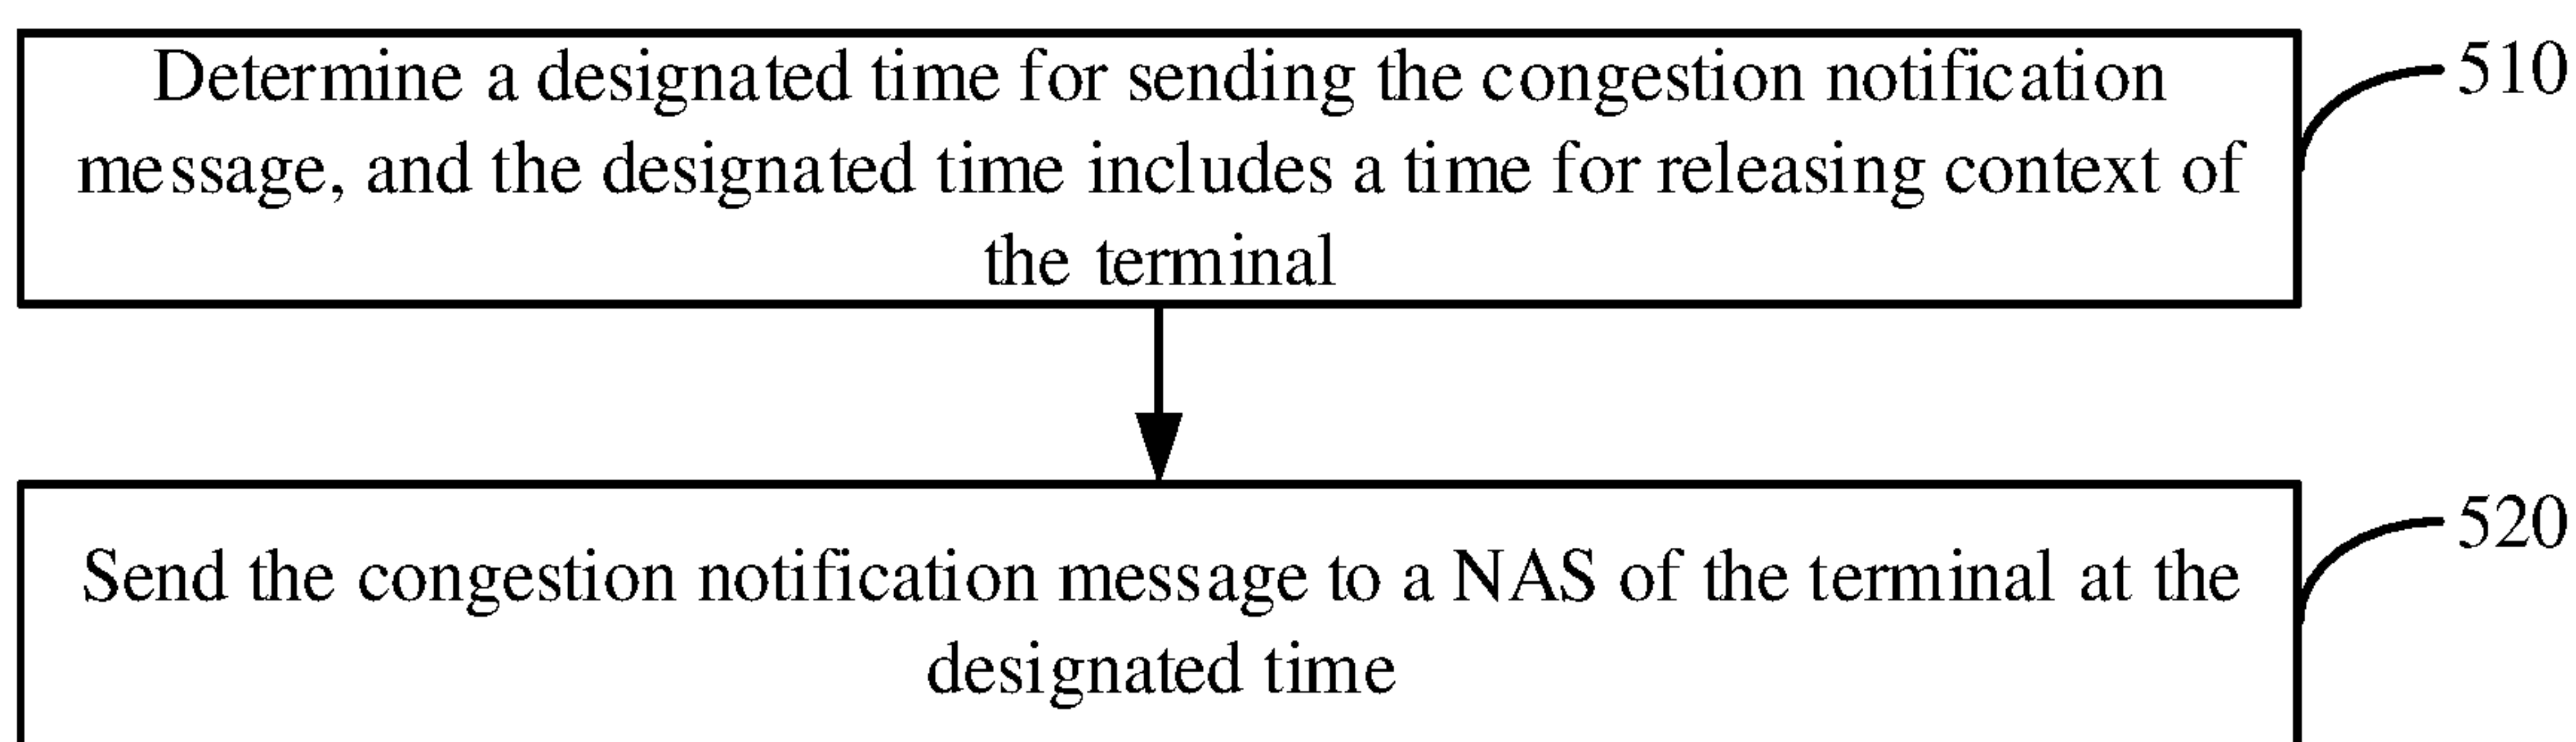 Determine a designated time for sending the congestion notification
message, and the designated time includes a time for releasing context of
the terminal
510
Send the congestion notification message to a NAS of the terminal at the
designated time
520